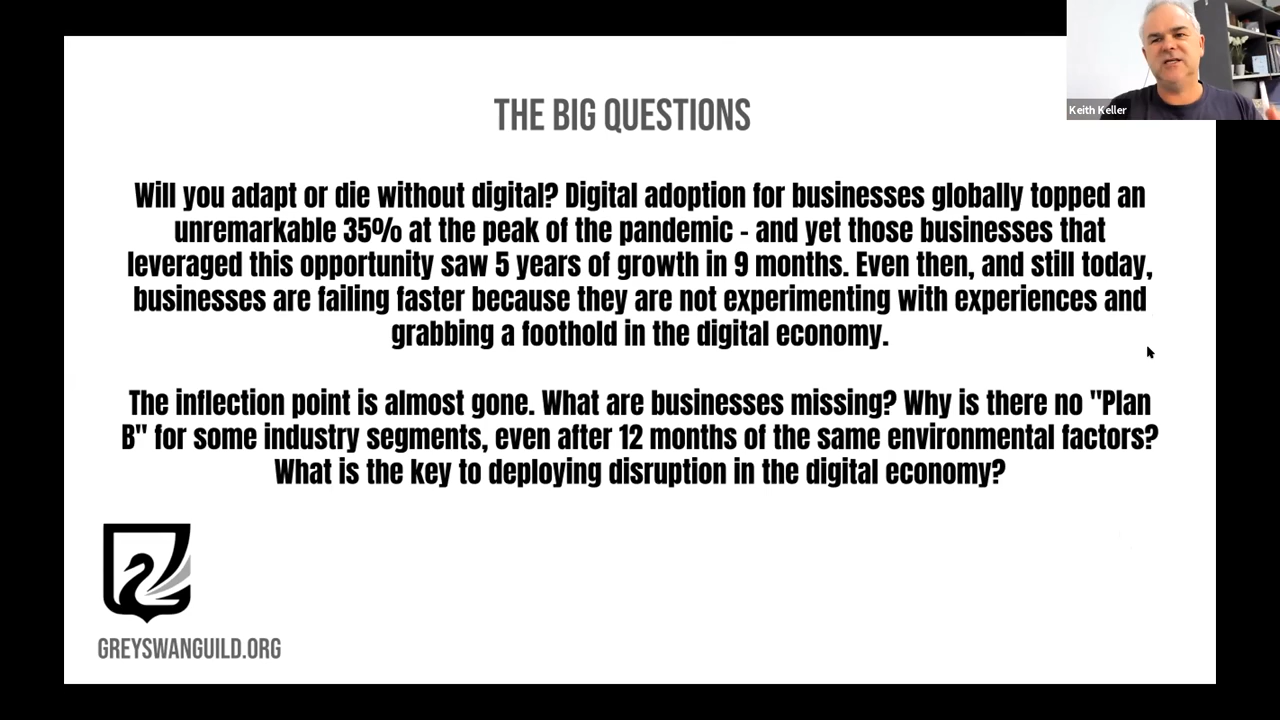 Keith Keller
THE BIG QUESTIONS
Will you adapt or die without digital? Digital adoption for businesses globally topped an
unremarkable 35% at the peak of the pandemic - and yet those businesses that
leveraged this opportunity saw 5 years of growth in 9 months. Even then, and still today,
businesses are failing faster because they are not experimenting with experiences and
grabbing a foothold in the digital economy.
The inflection point is almost gone. What are businesses missing? Why is there no "Plan
B" for some industry segments, even after 12 months of the same environmental factors?
What is the key to deploying disruption in the digital economy?
GREYSWANGUILD.ORG